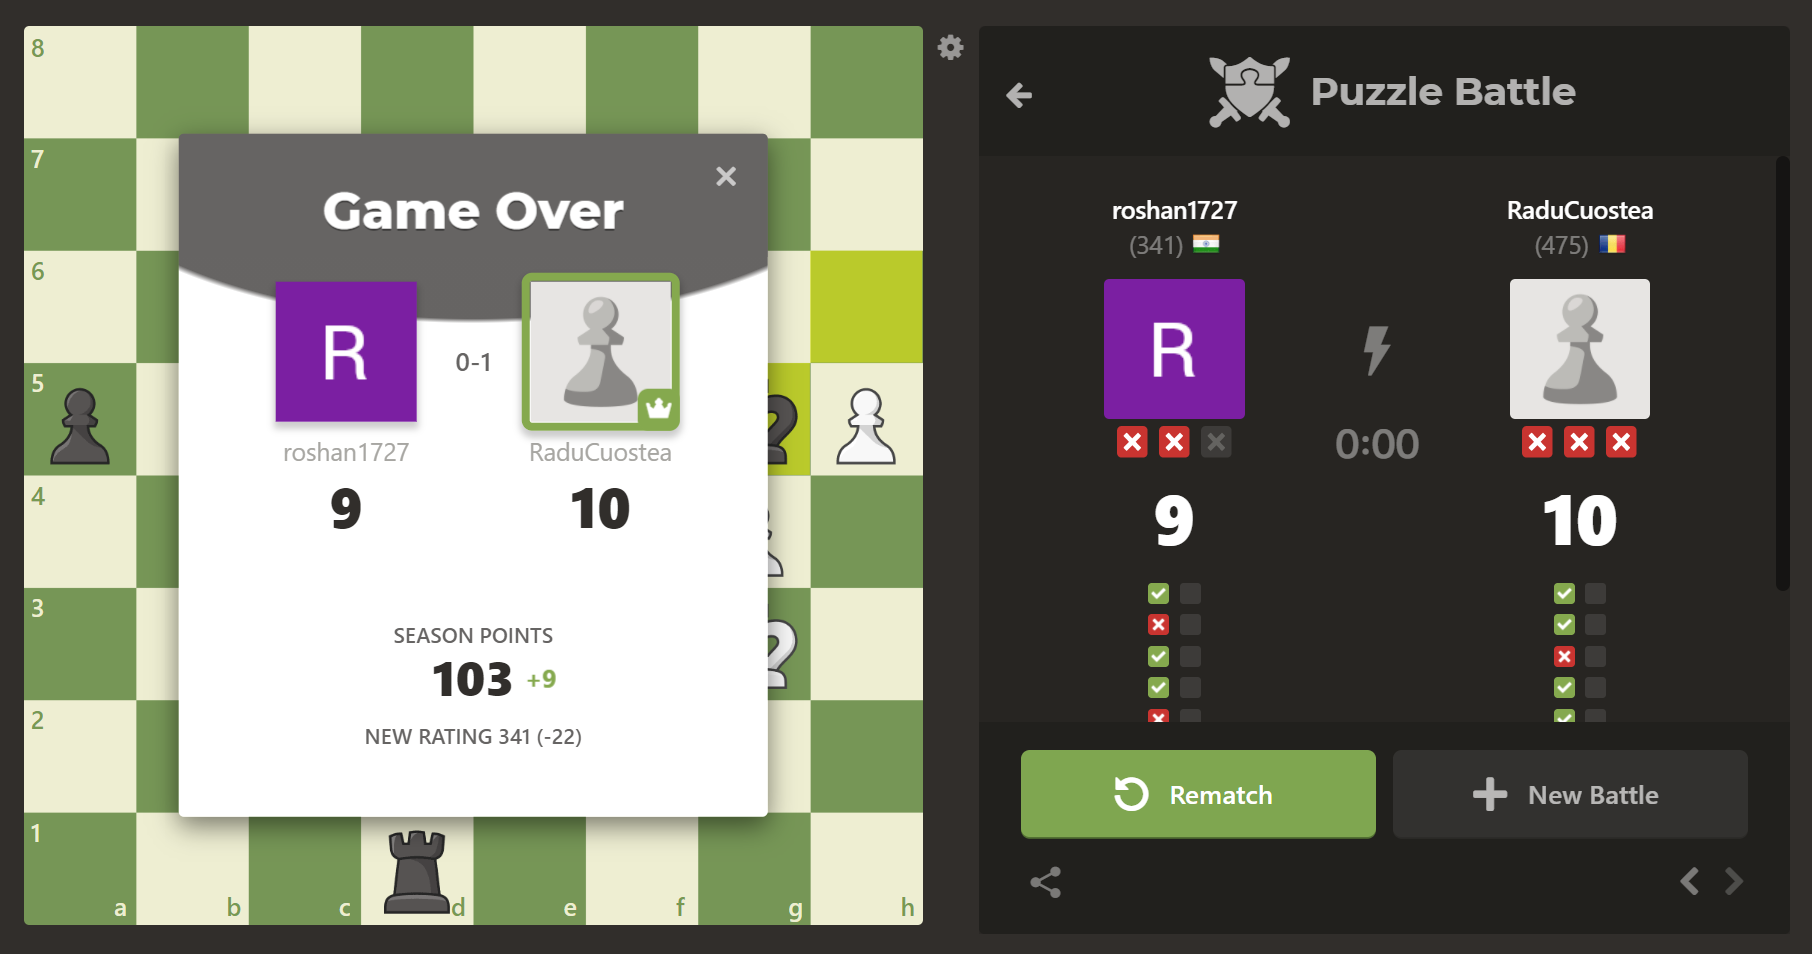 8
7
6
5
4
3
2
1
a
b
c
d
e
f
g
h
Game Over
R
0-1
roshan1727
RaduCuostea
9
10
SEASON POINTS
103 +9
NEW RATING 341 (-22)
Puzzle Battle
roshan1727
(341)
RaduCuostea
(475)
R
0:00
9
10
Rematch
New Battle